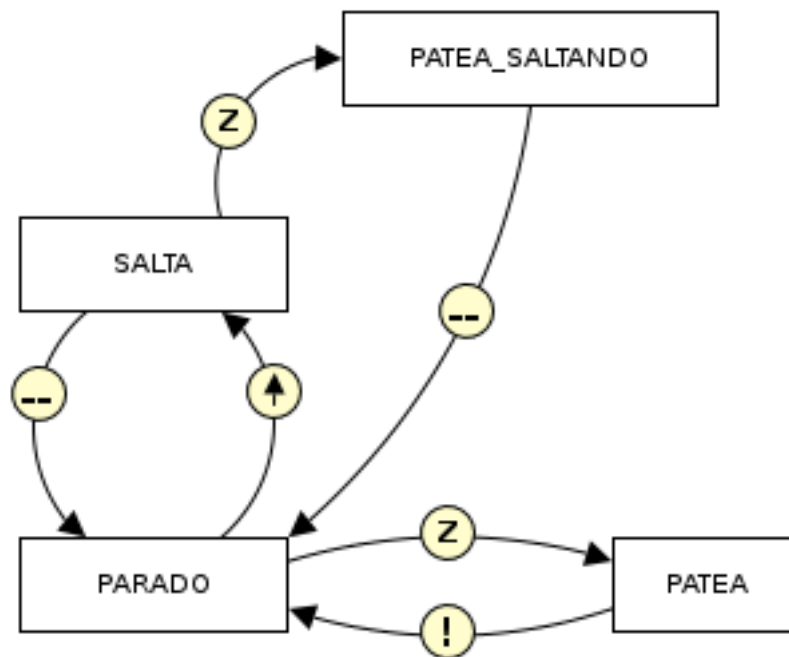 PATEA_SALTANDO
Z
SALTA
--
--
↑
Z
PARADO
PATEA
!